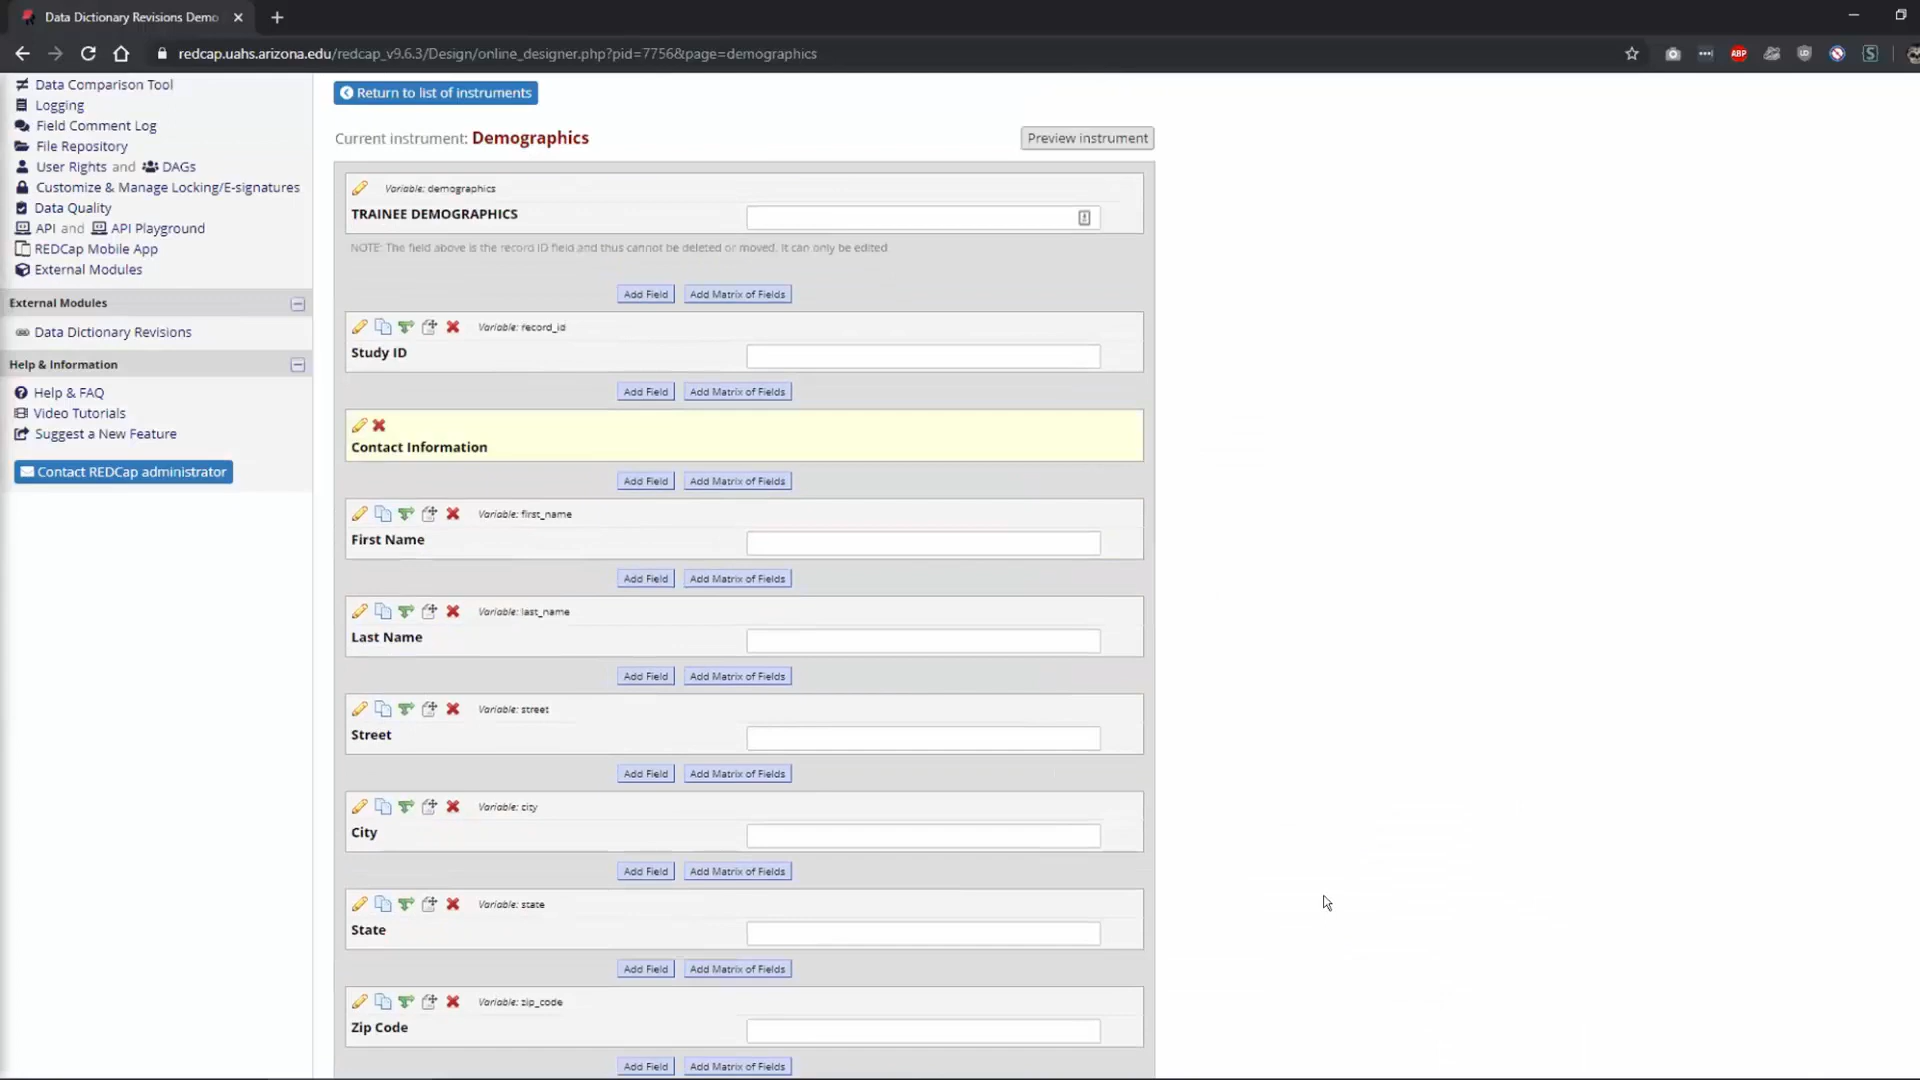 Data Dictionary Revisions Demo
redcap.uahs.arizona.edu/redcap_v9.6.3/Design/online_designer.php?pid=7756&page=demographics
ABP
Data Comparison Tool
Logging
Field Comment Log
File Repository
User Rights and DAGs
Customize & Manage Locking/E-signatures
Data Quality
API and API Playground
REDCap Mobile App
External Modules
External Modules
Data Dictionary Revisions
Help & Information
Help & FAQ
Video Tutorials
Suggest a New Feature
Contact REDCap administrator
Return to list of instruments
Current instrument: Demographics
Preview instrument
Variable: demographics
TRAINEE DEMOGRAPHICS
NOTE: The field above is the record ID field and thus cannot be deleted or moved. It can only be edited
Add Field Add Matrix of Fields
Variable: record_id
Study ID
Add Field Add Matrix of Fields
Contact Information
Add Field Add Matrix of Fields
Variable: first_name
First Name
Add Field Add Matrix of Fields
Variable: last_name
Last Name
Add Field Add Matrix of Fields
Variable: street
Street
Add Field Add Matrix of Fields
Variable: city
City
Add Field Add Matrix of Fields
Variable: state
State
Add Field Add Matrix of Fields
Variable: zip_code
Zip Code
Add Field Add Matrix of Fields